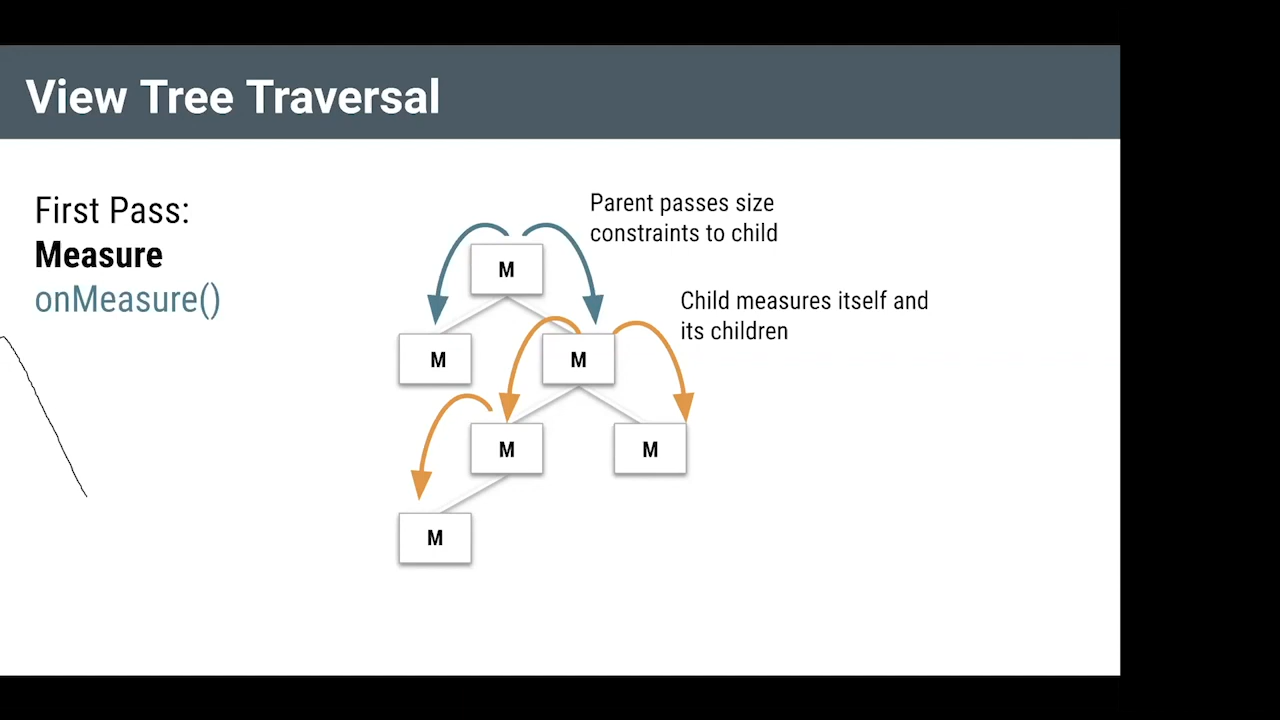 View Tree Traversal
First Pass:
Measure
onMeasure()
Parent passes size
constraints to child
Child measures itself and
its children
M
M
M
M
M
M